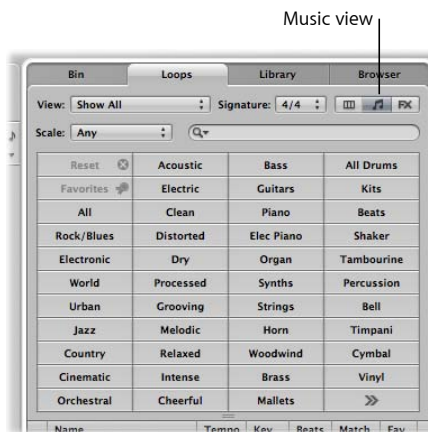 Music view
Bin Loops Library Browser
View: Show All Signature: 4/4 FX
Scale: Any
Reset Acoustic Bass All Drums
Favorites Electric Guitars Kits
All Clean Piano Beats
Rock/Blues Distorted Elec Piano Shaker
Electronic Dry Organ Tambourine
World Processed Synths Percussion
Urban Grooving Strings Bell
Jazz Melodic Horn Timpani
Country Relaxed Woodwind Cymbal
Cinematic Intense Brass Vinyl
Orchestral Cheerful Mallets
Name Tempo Key Beats Match Fav